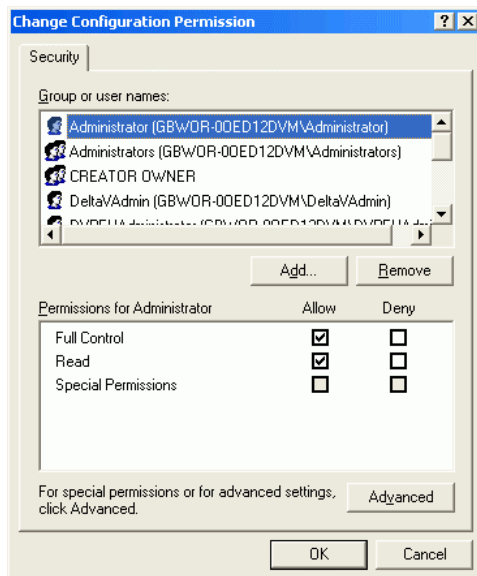 Change Configuration Permission
Security
Group or user names:
Administrator (GBWOR-00ED12DVM\Administrator)
Administrators (GBWOR-00ED12DVM\Administrators)
CREATOR OWNER
DeltaVAdmin (GBWOR-00ED12DVM\DeltaVAdmin)
Add... Remove
Permissions for Administrator Allow Deny
Full Control
Read
Special Permissions
For special permissions or for advanced settings, Advanced
click Advanced.
OK Cancel